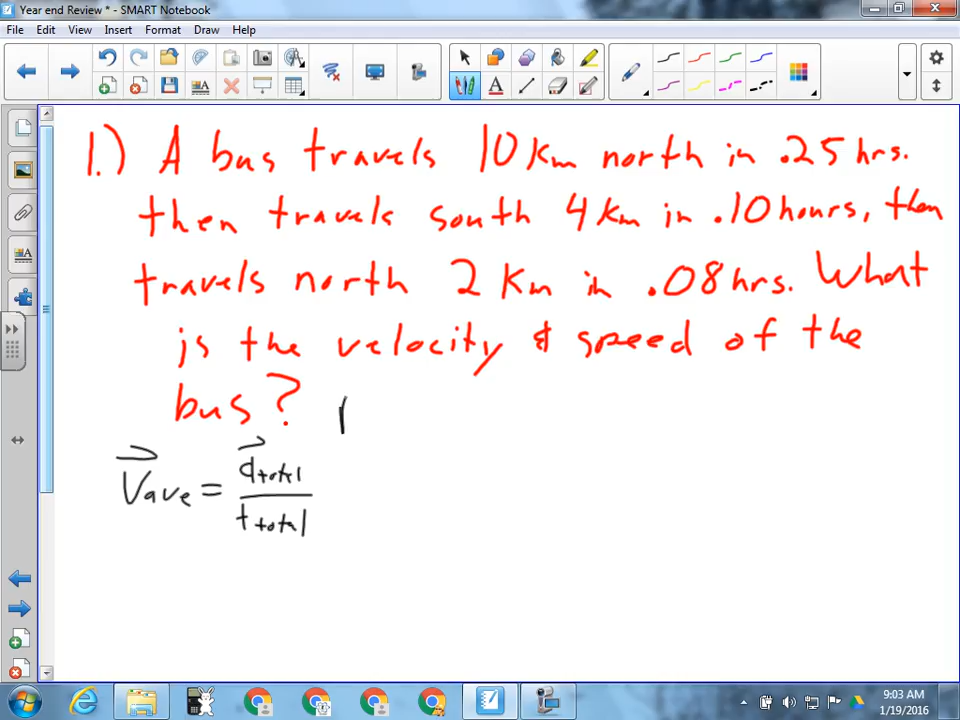 Year end Review * - SMART Notebook
File Edit View Insert Format Draw Help
1.) A bus travels 10 km north in .25 hrs.
then travels south 4 km in .10 hours, then
travels north 2 km in .08 hrs. What
is the velocity & speed of the
bus?
Vave = dtotal
ttotal
9:03 AM
1/19/2016